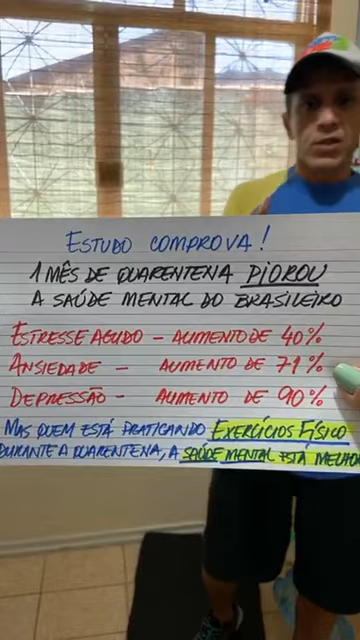 ESTUDO COMPROVA!
1 MÊS DE QUARENTENA PIOROU
A SAÚDE MENTAL DO BRASILEIRO
ESTRESSE AGUDO - AUMENTO DE 40%
ANSIEDADE - AUMENTO DE 71%
DEPRESSÃO - AUMENTO DE 90%
MAS QUEM ESTÁ PRATICANDO EXERCÍCIOS FÍSICO
DURANTE A QUARENTENA, A SAÚDE MENTAL ESTÁ MELHO